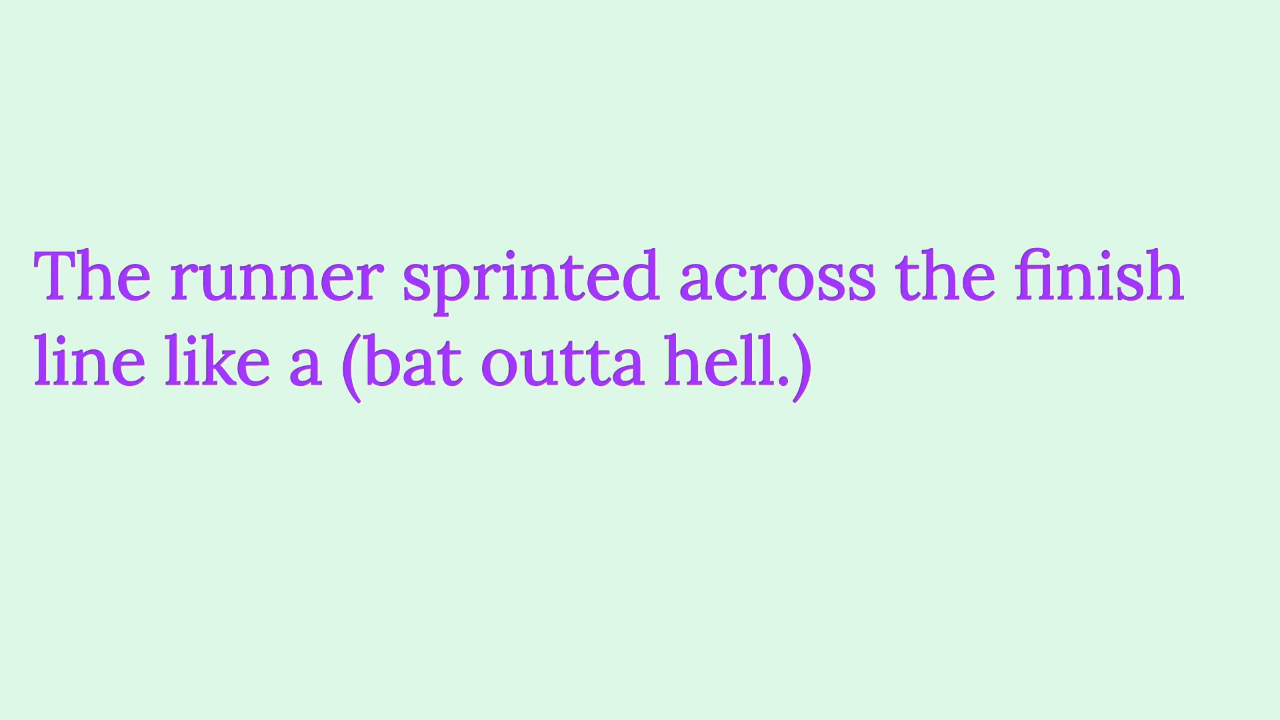 The runner sprinted across the finish
line like a (bat outta hell.)